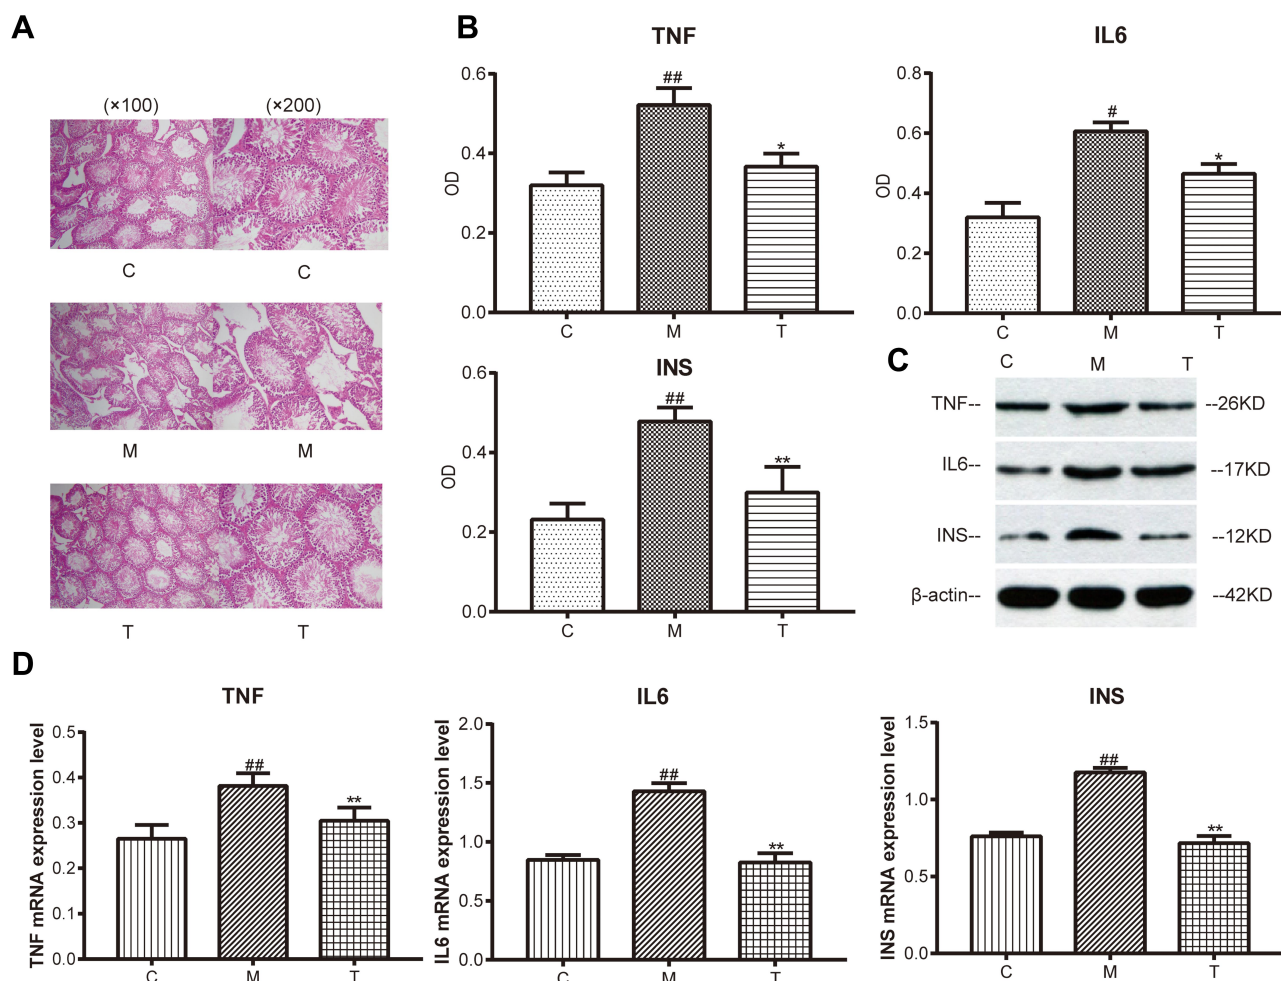 A
(×100)
(×200)
C
C
M
M
T
T
B
TNF
0.6
0.4
0.2
0.0
OD
##
*
C
M
T
IL6
0.8
0.6
0.4
0.2
0.0
OD
#
*
C
M
T
INS
0.6
0.4
0.2
0.0
OD
##
**
C
M
T
C
C
M
T
TNF-- --26KD
IL6-- --17KD
INS-- --12KD
β-actin-- --42KD
D
TNF
TNF mRNA expression level
0.5
0.4
0.3
0.2
0.1
0.0
##
**
C
M
T
IL6
IL6 mRNA expression level
2.0
1.5
1.0
0.5
0.0
##
**
C
M
T
INS
INS mRNA expression level
1.5
1.0
0.5
0.0
##
**
C
M
T